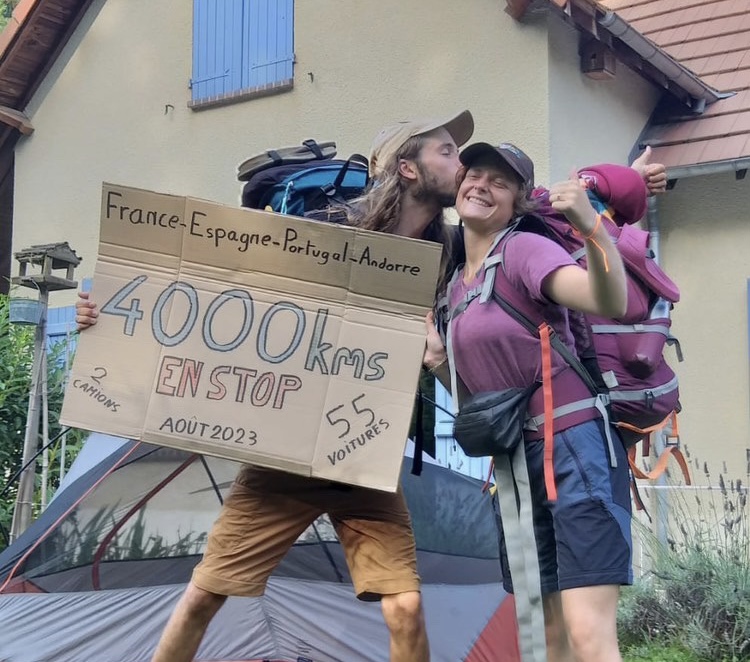 France-Espagne-Portugal-Andorre
4000kms
EN STOP
2
CAMIONS
55
VOITURES
AOÛT 2023